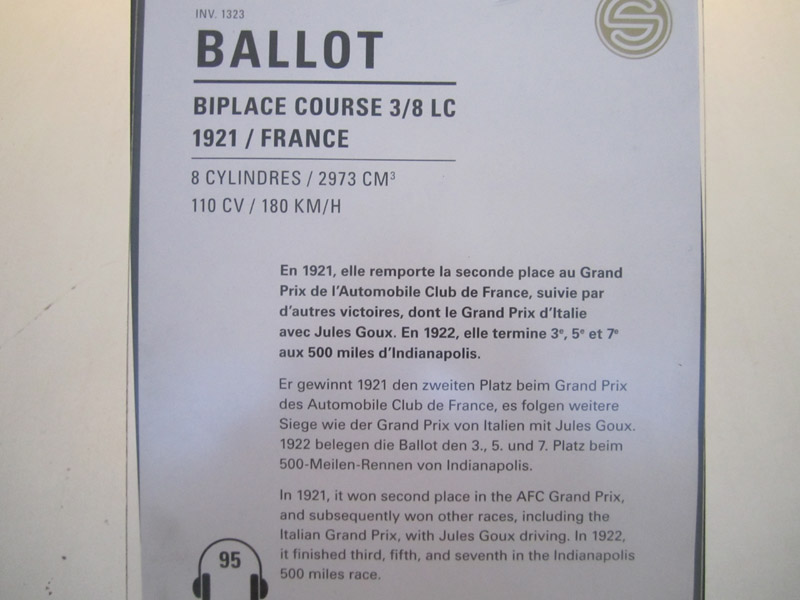 INV. 1323
BALLOT
BIPLACE COURSE 3/8 LC
1921 / FRANCE
8 CYLINDRES / 2973 CM³
110 CV / 180 KM/H
En 1921, elle remporte la seconde place au Grand
Prix de l'Automobile Club de France, suivie par
d'autres victoires, dont le Grand Prix d'Italie
avec Jules Goux. En 1922, elle termine 3ᵉ, 5ᵉ et 7ᵉ
aux 500 miles d'Indianapolis.
Er gewinnt 1921 den zweiten Platz beim Grand Prix
des Automobile Club de France, es folgen weitere
Siege wie der Grand Prix von Italien mit Jules Goux.
1922 belegen die Ballot den 3., 5. und 7. Platz beim
500-Meilen-Rennen von Indianapolis.
In 1921, it won second place in the AFC Grand Prix,
and subsequently won other races, including the
Italian Grand Prix, with Jules Goux driving. In 1922,
it finished third, fifth, and seventh in the Indianapolis
500 miles race.
95